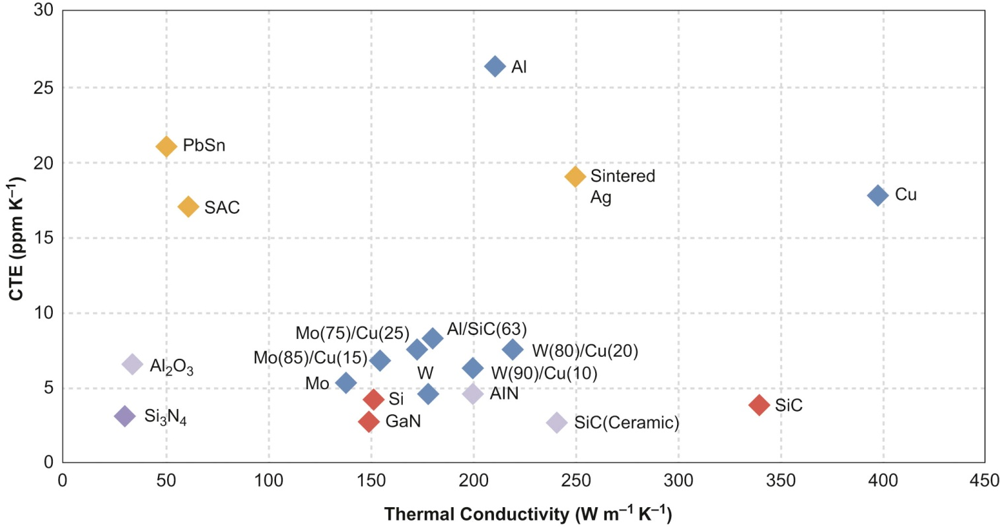 30
25
20
15
10
5
0
CTE (ppm K⁻¹)
Al
PbSn
Sintered
Ag
SAC
Cu
Mo(75)/Cu(25)
Al/SiC(63)
Mo(85)/Cu(15)
W(80)/Cu(20)
Al₂O₃
W
W(90)/Cu(10)
Mo
Si
AlN
SiC
Si₃N₄
GaN
SiC(Ceramic)
0 50 100 150 200 250 300 350 400 450
Thermal Conductivity (W m⁻¹ K⁻¹)